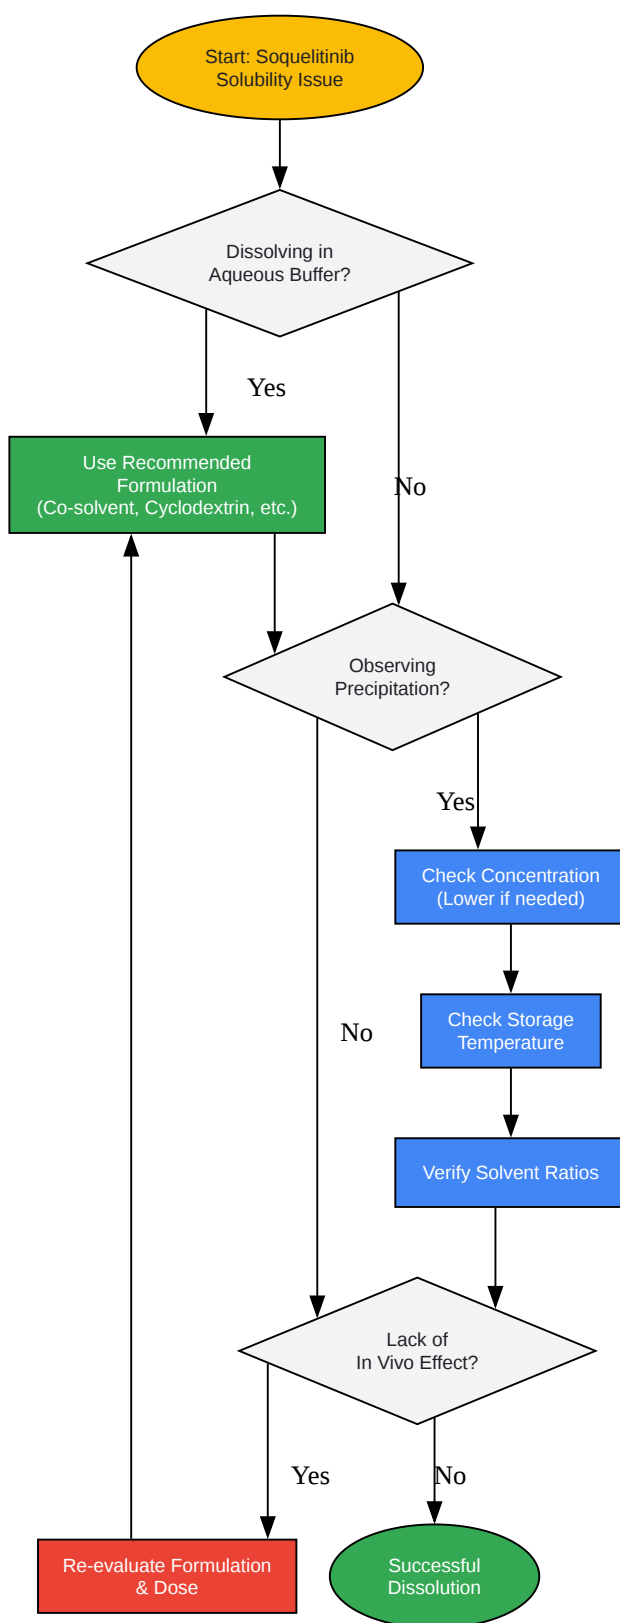 Start: Soquelitinib
Solubility Issue
Dissolving in
Aqueous Buffer?
Yes
Use Recommended
Formulation
(Co-solvent, Cyclodextrin, etc.)
No
Observing
Precipitation?
Yes
Check Concentration
(Lower if needed)
Check Storage
Temperature
No
Verify Solvent Ratios
Lack of
In Vivo Effect?
Yes
No
Re-evaluate Formulation
& Dose
Successful
Dissolution